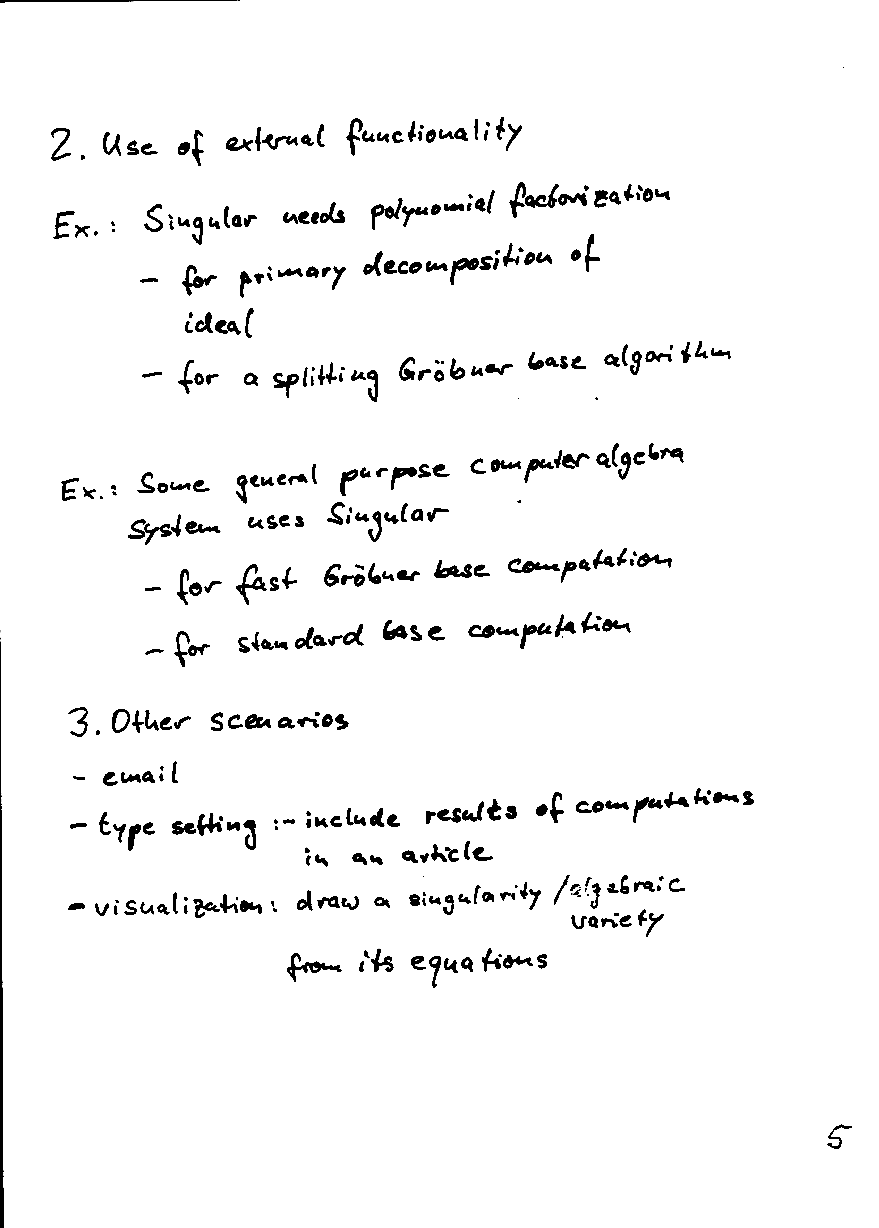 2. Use of external functionality
Ex.: Singular needs polynomial factorization
- for primary decomposition of
ideal
- for a splitting Gröbner base algorithm
Ex.: Some general purpose computer algebra
System uses Singular
- for fast Gröbner base computation
- for standard base computation
3. Other scenarios
- email
- type setting :- include results of computations
in an article
- visualization: draw a singularity / algebraic
variety
from its equations
5